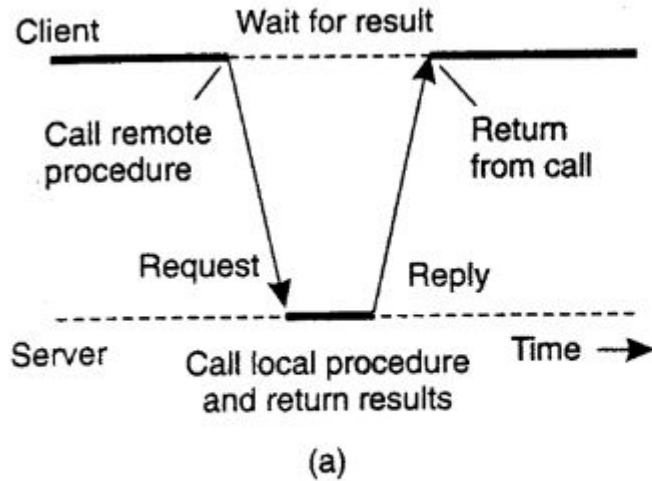 Client
Wait for result
Call remote
procedure
Return
from call
Request
Reply
Server
Call local procedure
and return results
Time
(a)